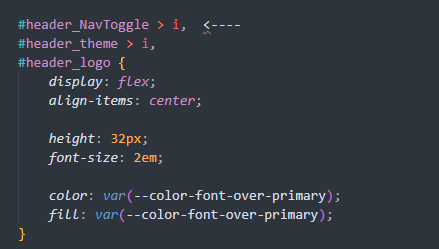 #header_NavToggle > i,  <----
#header_theme > i,
#header_logo {
    display: flex;
    align-items: center;

    height: 32px;
    font-size: 2em;

    color: var(--color-font-over-primary);
    fill: var(--color-font-over-primary);
}